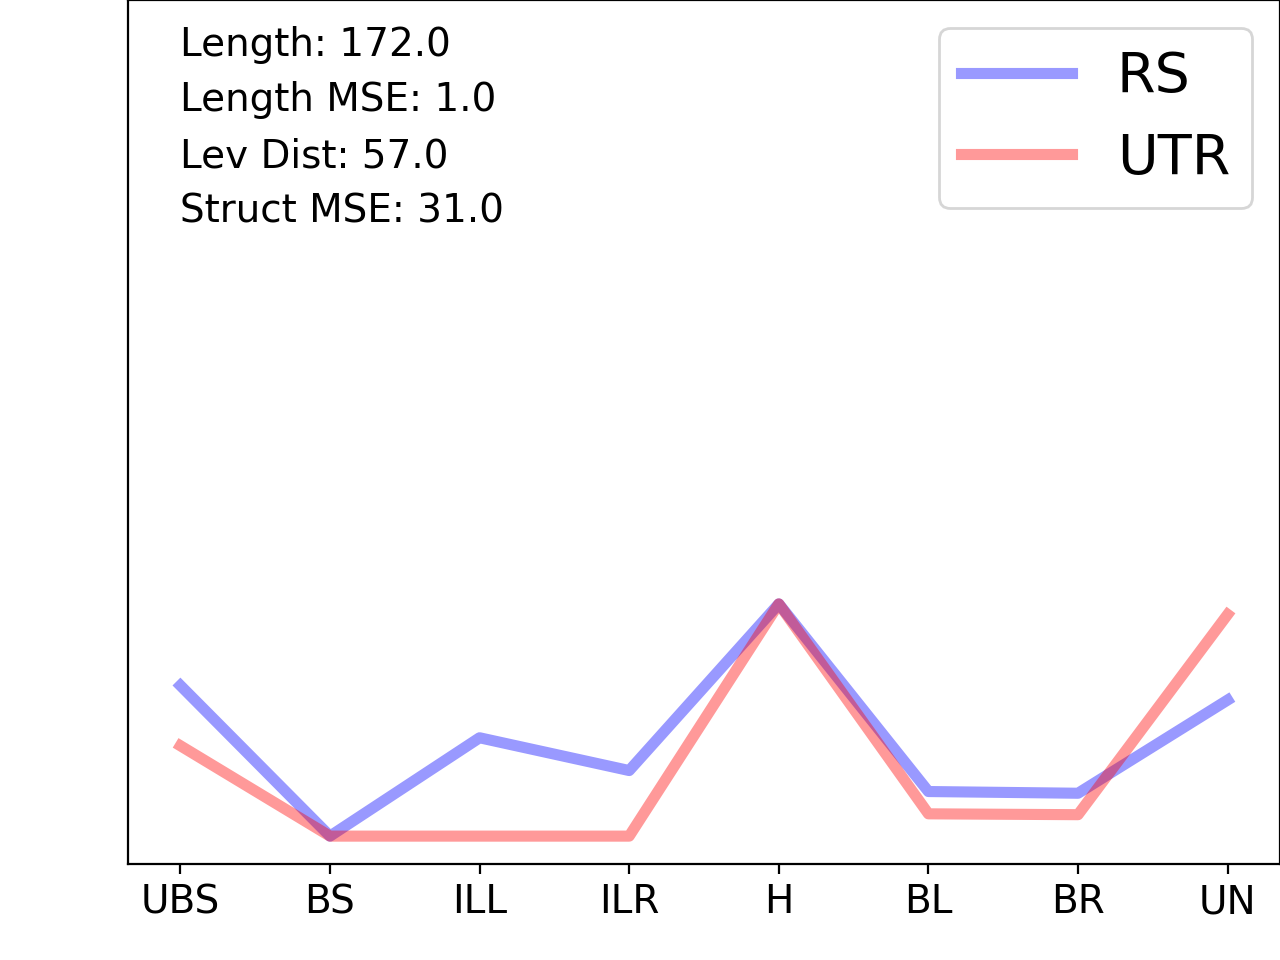 Length: 172.0
Length MSE: 1.0
Lev Dist: 57.0
Struct MSE: 31.0
RS
UTR
UBS BS ILL ILR H BL BR UN